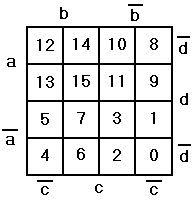 b b̅
12 14 10 8 d̅
a
13 15 11 9
d
5 7 3 1
a̅
4 6 2 0 d̅
c̅ c c̅